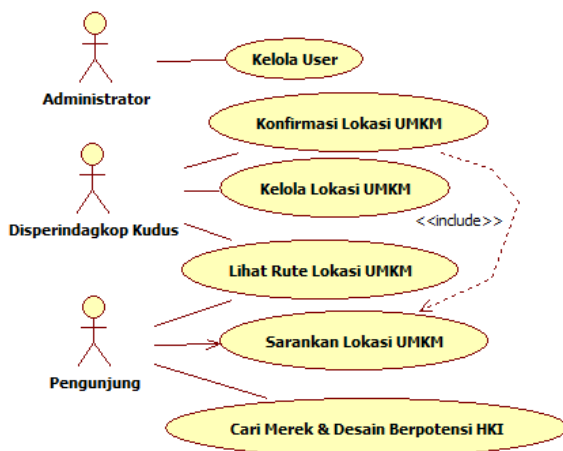 Kelola User
Administrator
Konfirmasi Lokasi UMKM
Kelola Lokasi UMKM
<<include>>
Disperindagkop Kudus
Lihat Rute Lokasi UMKM
Sarankan Lokasi UMKM
Pengunjung
Cari Merek & Desain Berpotensi HKI